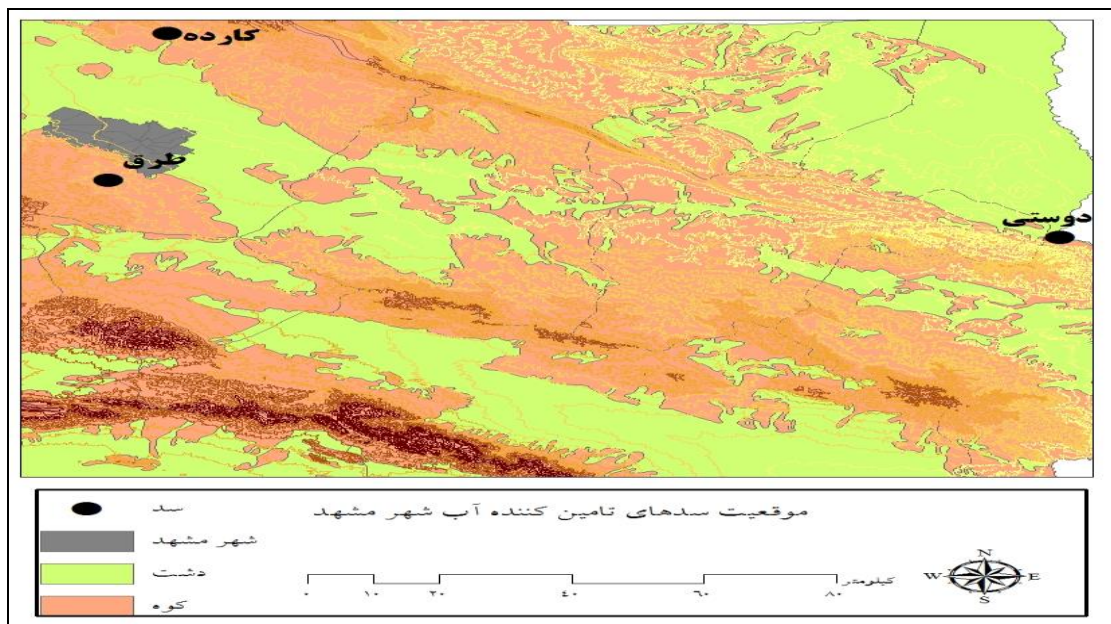 کارده
طرق
دوستی
موقعیت سدهای تامین کننده آب شهر مشهد
سد
شهر مشهد
دشت
کوه
۰ ۱۰ ۲۰ ۴۰ ۶۰ ۸۰
کیلومتر
N
W E
S